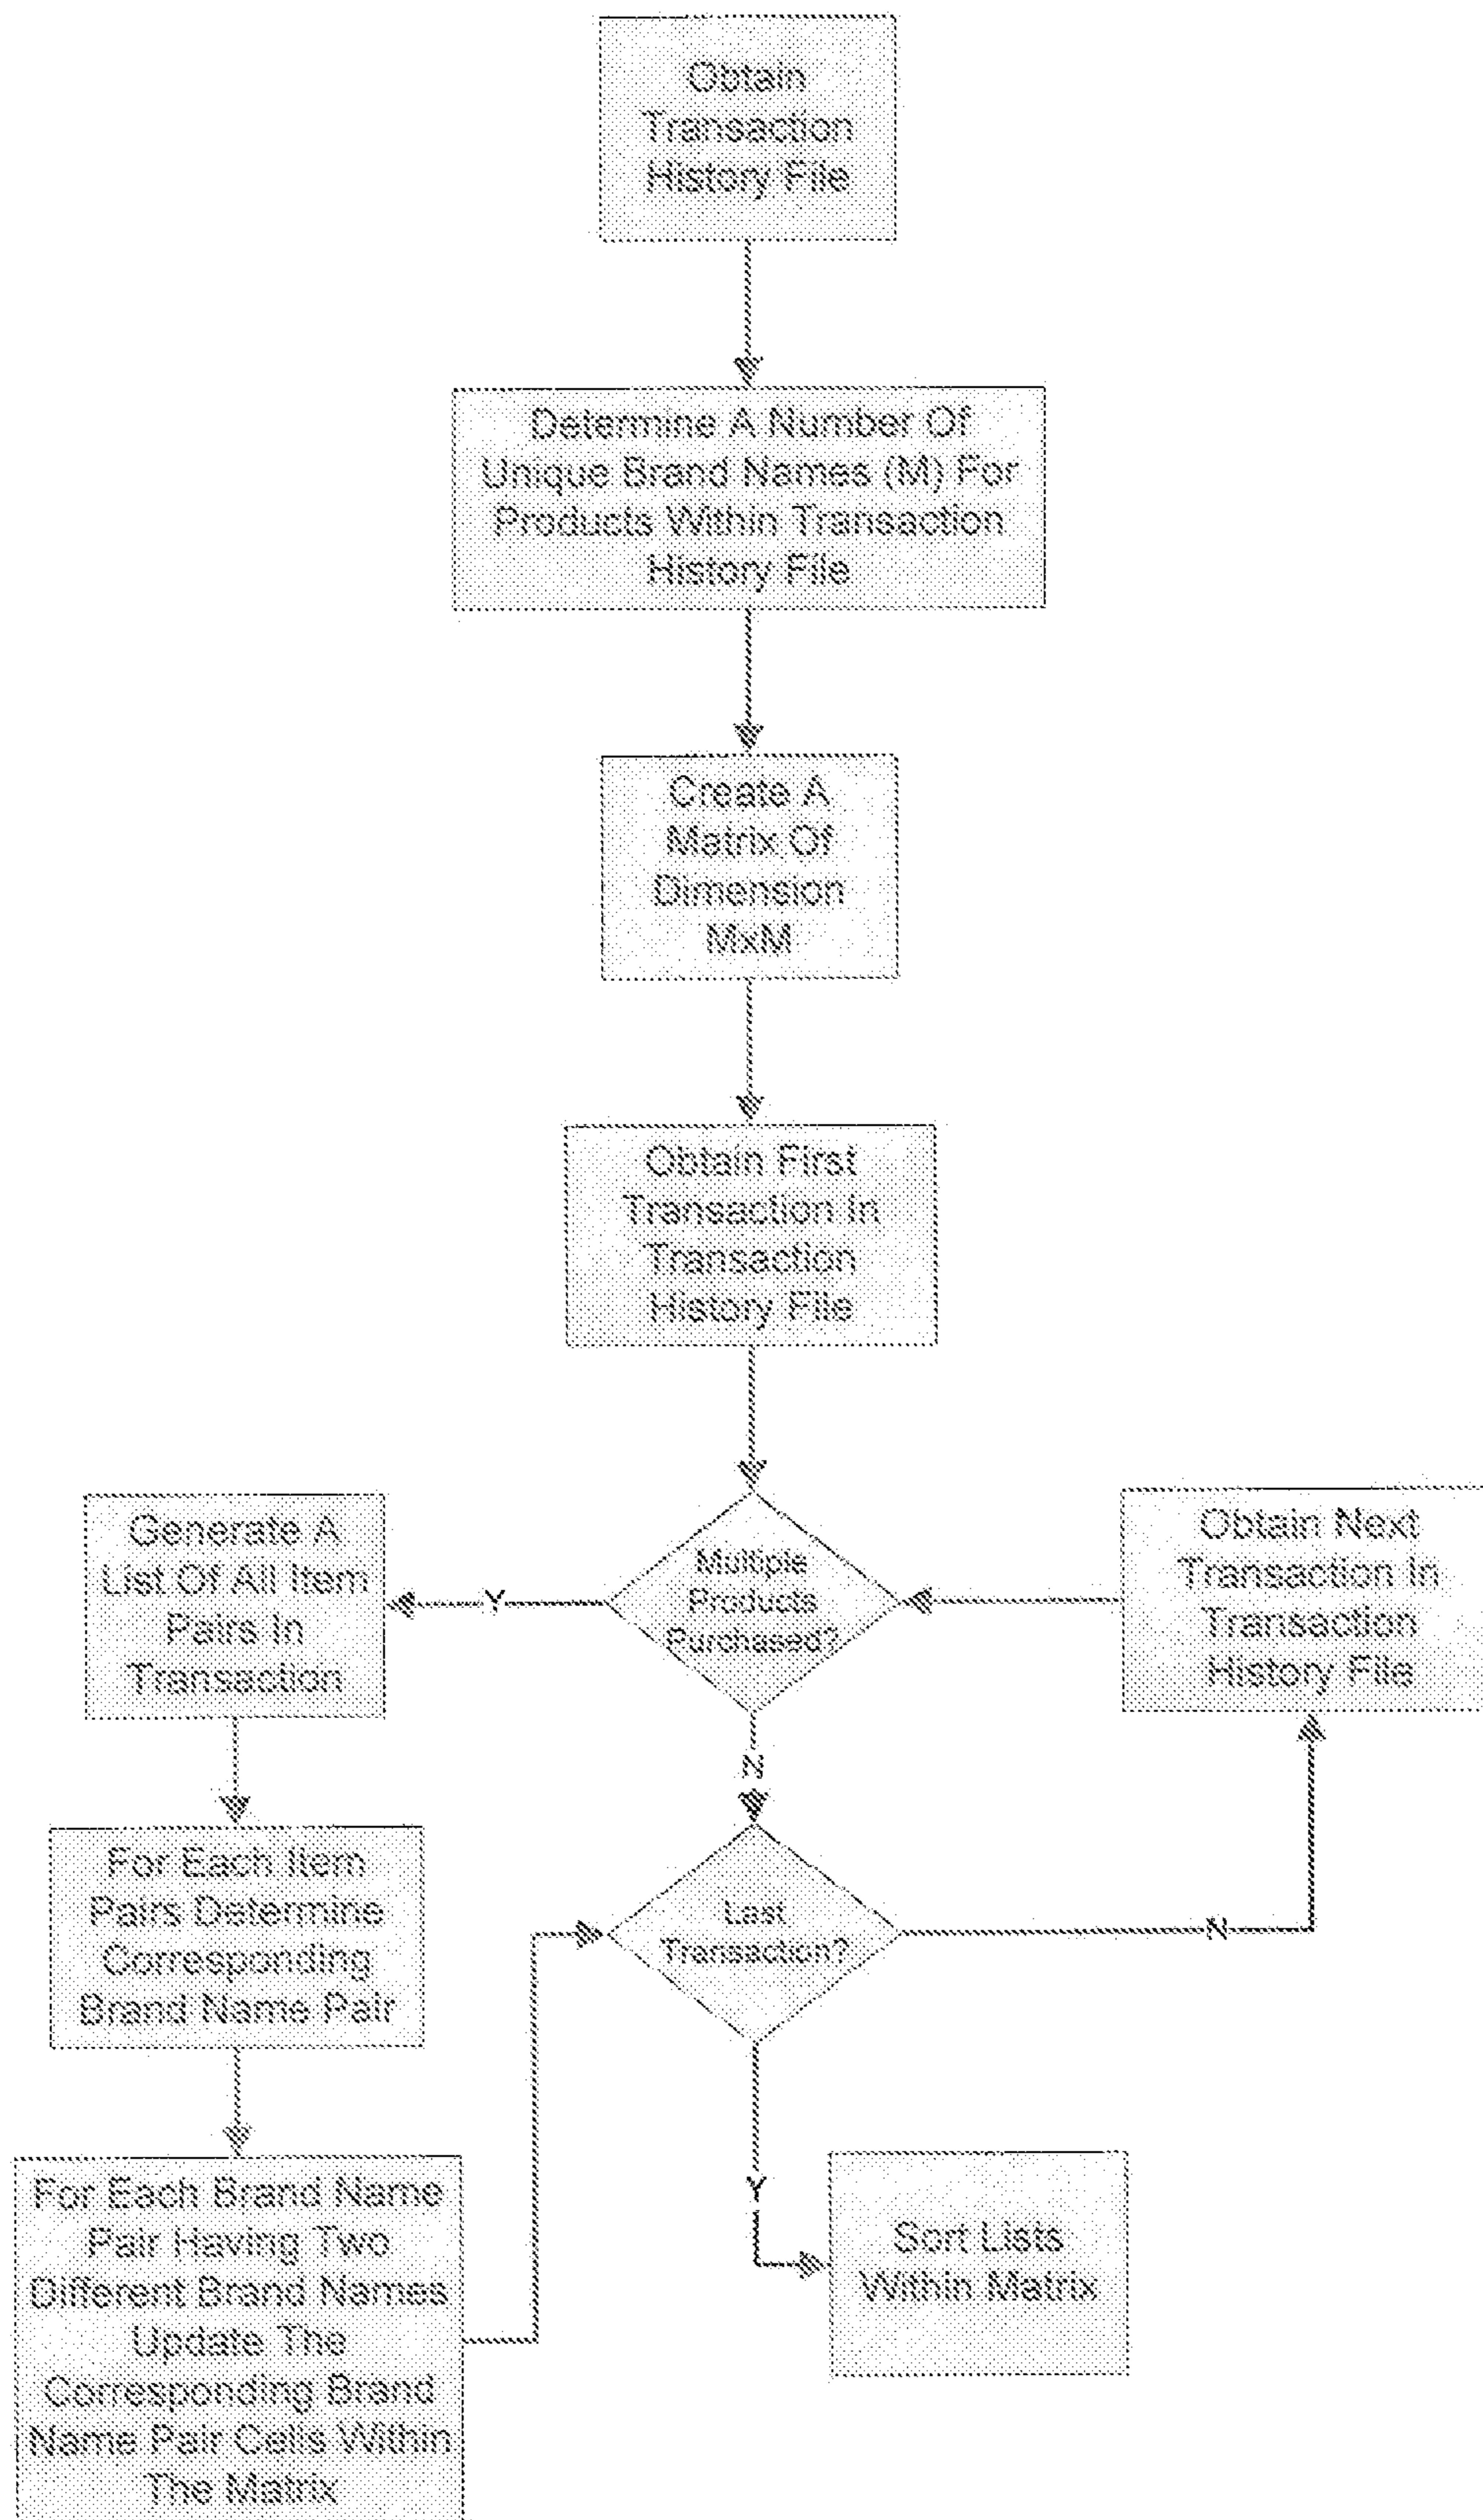 Obtain
Transaction
History File
Determine A Number Of
Unique Brand Names (M) For
Products Within Transaction
History File
Create A
Matrix Of
Dimension
MxM
Obtain First
Transaction In
Transaction
History File
Multiple
Products
Purchased?
Y
Generate A
List Of All Item
Pairs In
Transaction
Obtain Next
Transaction In
Transaction
History File
N
For Each Item
Pairs Determine
Corresponding
Brand Name Pair
Last
Transaction?
N
Y
For Each Brand Name
Pair Having Two
Different Brand Names
Update The
Corresponding Brand
Name Pair Cells Within
The Matrix
Sort Lists
Within Matrix